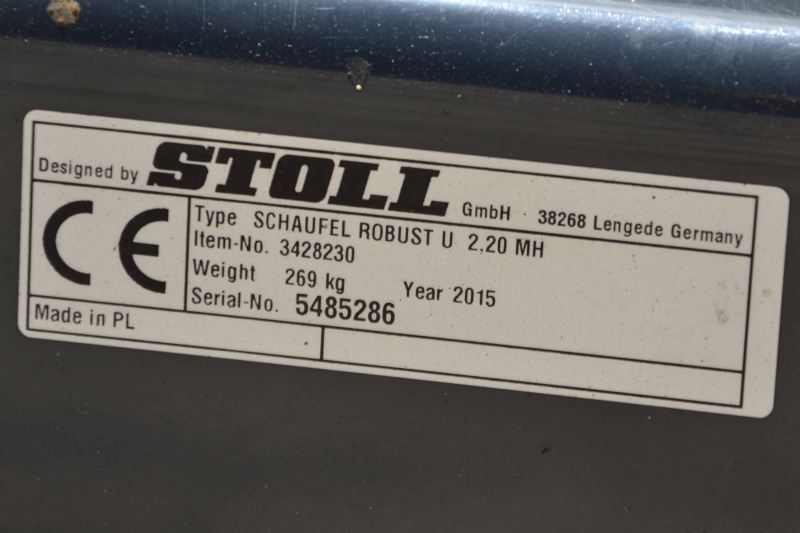 Designed by STOLL GmbH · 38268 Lengede Germany
CE
Type SCHAUFEL ROBUST U 2,20 MH
Item-No. 3428230
Weight 269 kg Year 2015
Serial-No. 5485286
Made in PL